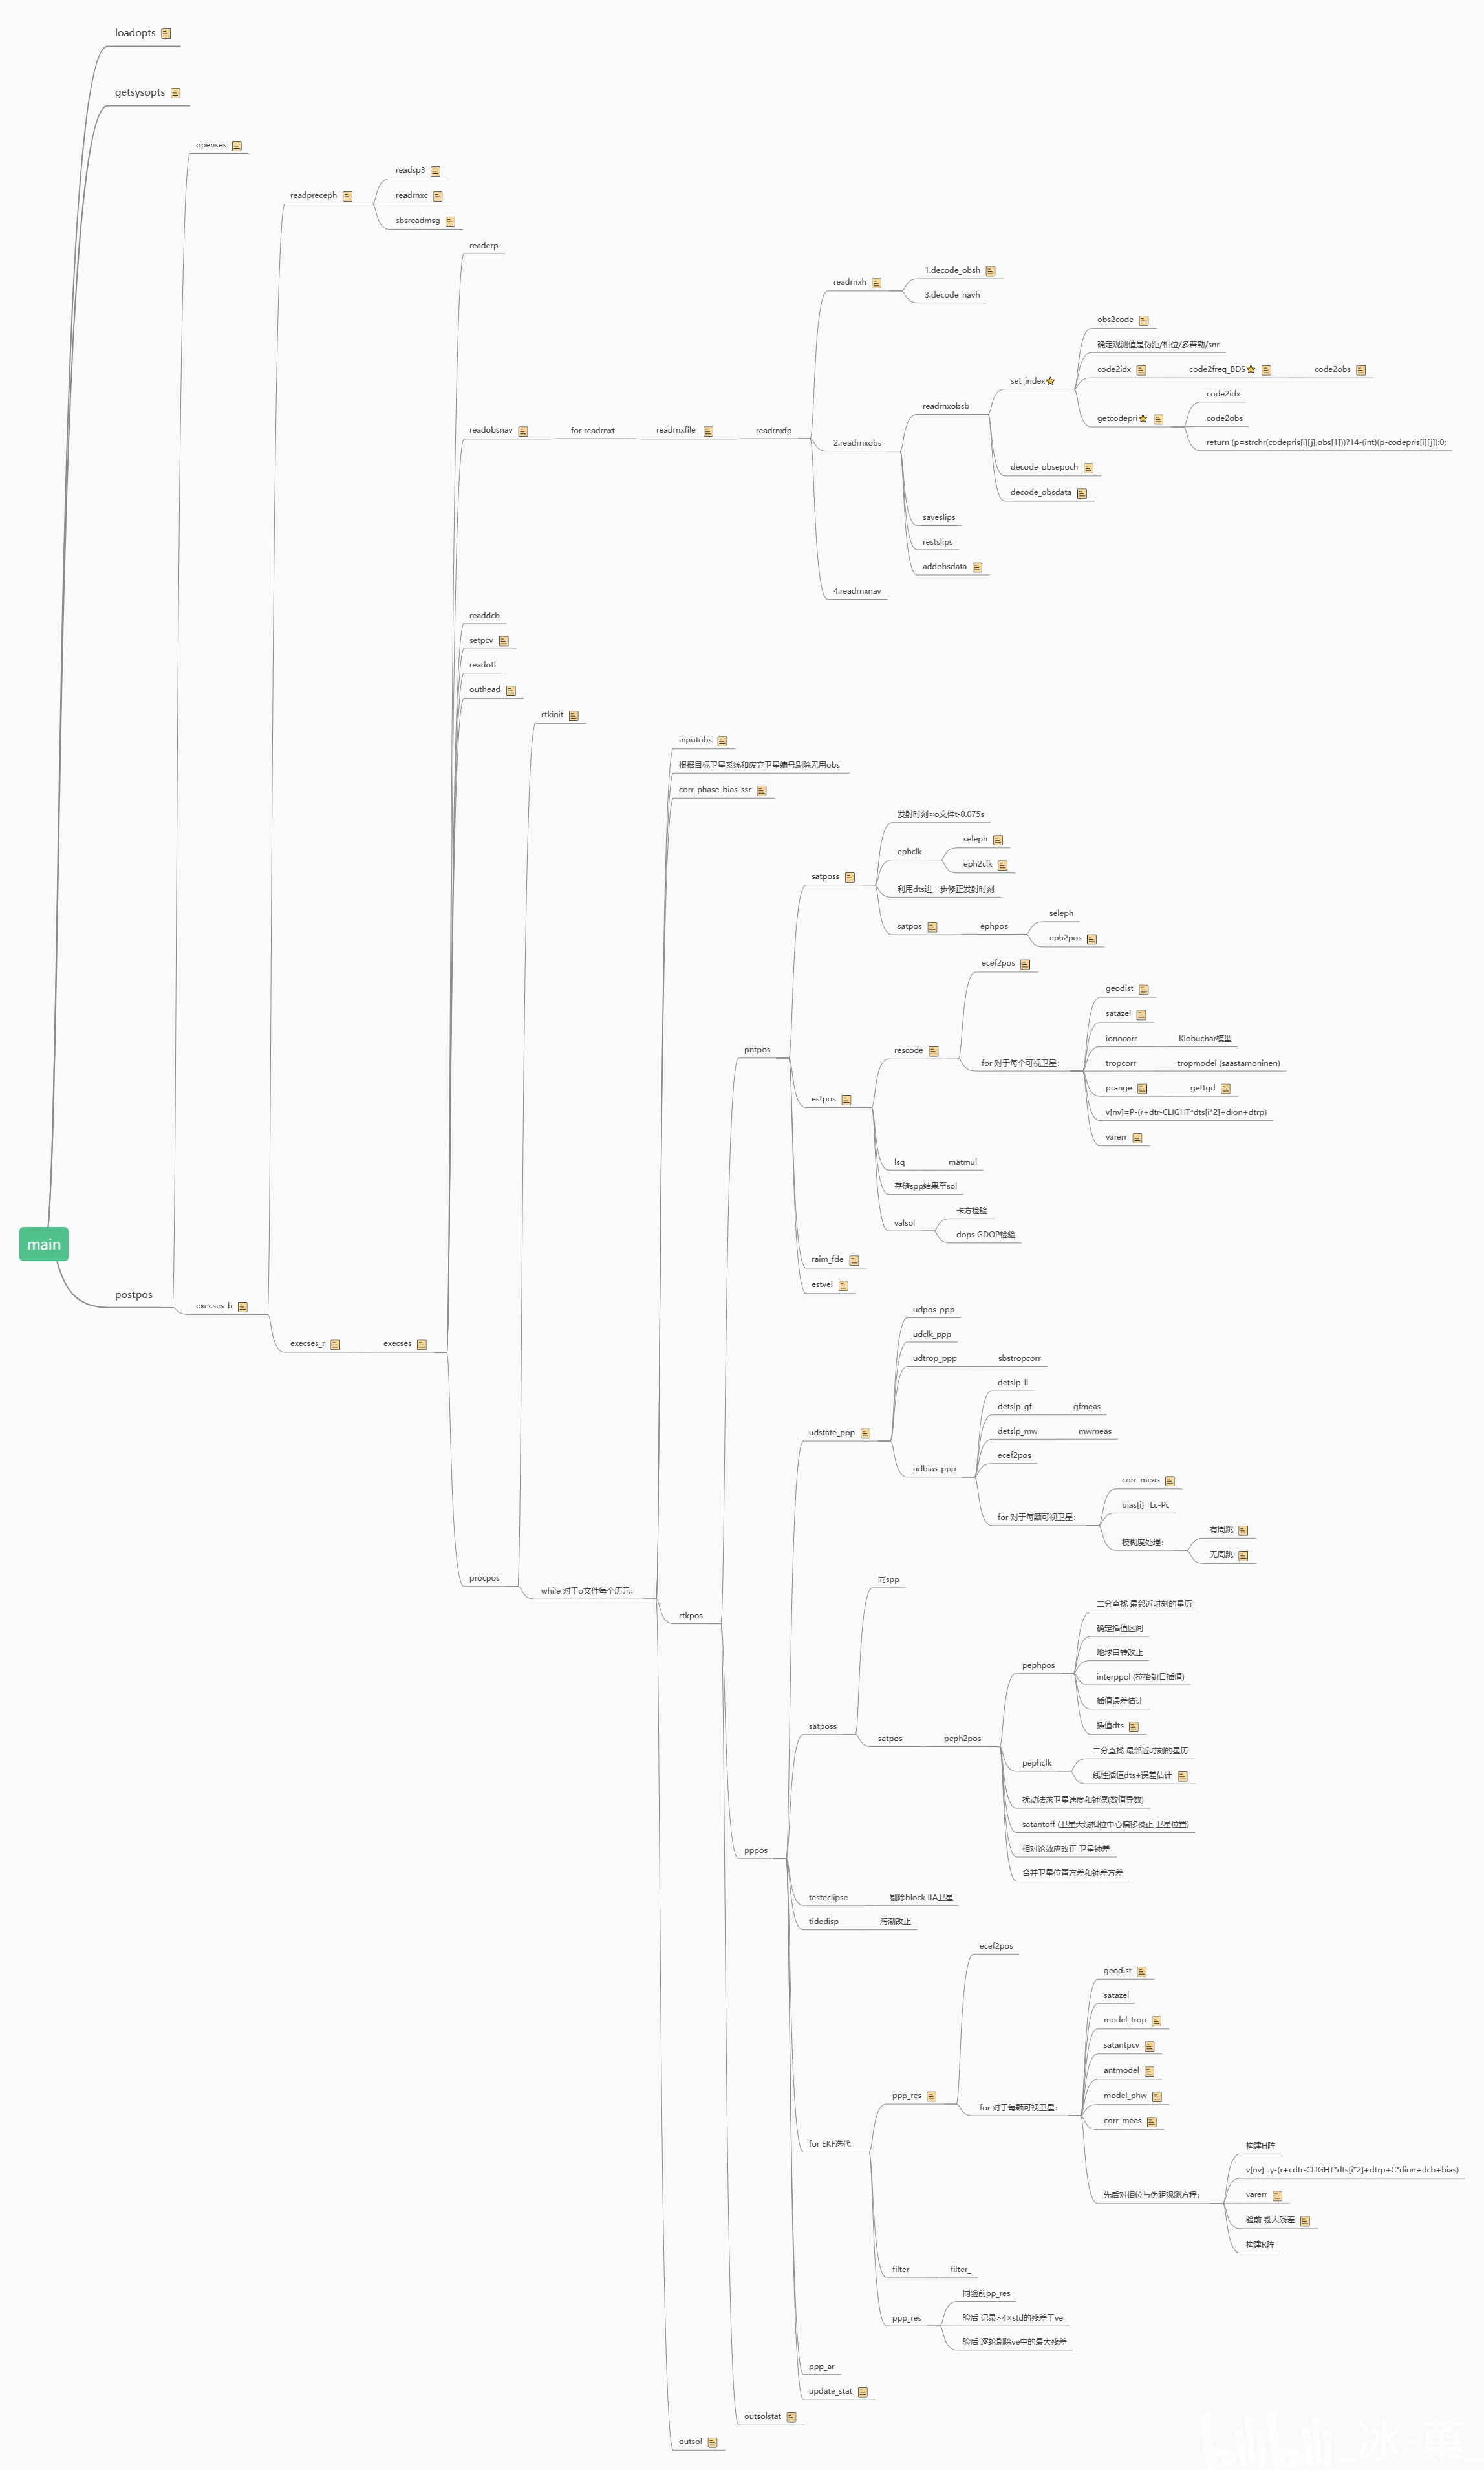 loadopts
getsysopts
openses
readpreceph
readsp3
readrnxc
sbsreadmsg
readerp
readrnxh
1.decode_obsh
3.decode_navh
obs2code
确定观测值是伪距/相位/多普勒/snr
set_index
code2idx
code2freq_BDS
code2obs
code2idx
readrnxobsb
getcodepri
code2obs
readobsnav
for readrnxt
readrnxfile
readrnxfp
2.readrnxobs
return (p=strchr(codepris[i][j],obs[1]))?14-(int)(p-codepris[i][j]):0;
decode_obsepoch
decode_obsdata
saveslips
restslips
addobsdata
4.readrnxnav
readdcb
setpcv
readotl
outhead
rtkinit
inputobs
根据目标卫星系统和废弃卫星编号剔除无用obs
corr_phase_bias_ssr
发射时刻=o文件t-0.075s
seleph
ephclk
eph2clk
satposs
利用dts进一步修正发射时刻
seleph
satpos
ephpos
eph2pos
ecef2pos
geodist
satazel
ionocorr
Klobuchar模型
pntpos
rescode
for 对于每个可视卫星:
tropcorr
tropmodel (saastamoninen)
prange
gettgd
estpos
v[nv]=P-(r+dtr-CLIGHT*dts[i*2]+dion+dtrp)
varerr
lsq
matmul
存储spp结果至sol
卡方检验
valsol
dops GDOP检验
main
raim_fde
estvel
postpos
execses_b
udpos_ppp
udclk_ppp
execses_r
execses
udtrop_ppp
sbstropcorr
detslp_ll
detslp_gf
gfmeas
udstate_ppp
detslp_mw
mwmeas
ecef2pos
udbias_ppp
corr_meas
bias[i]=Lc-Pc
for 对于每颗可视卫星:
有周跳
模糊度处理:
无周跳
procpos
同spp
while 对于o文件每个历元:
二分查找 最邻近时刻的星历
rtkpos
确定插值区间
地球自转改正
pephpos
interppol (拉格朗日插值)
插值误差估计
satposs
插值dts
satpos
peph2pos
二分查找 最邻近时刻的星历
pephclk
线性插值dts+误差估计
扰动法求卫星速度和钟漂(数值导数)
satantoff (卫星天线相位中心偏移校正 卫星位置)
pppos
相对论效应改正 卫星钟差
合并卫星位置方差和钟差方差
testeclipse
剔除block IIA卫星
tidedisp
海潮改正
ecef2pos
geodist
satazel
model_trop
satantpcv
antmodel
ppp_res
model_phw
for 对于每颗可视卫星:
corr_meas
for EKF迭代
构建H阵
v[nv]=y-(r+cdtr-CLIGHT*dts[i*2]+dtrp+C*dion+dcb+bias)
先后对相位与伪距观测方程:
varerr
验前 剔大残差
构建R阵
filter
filter_
同验前pp_res
ppp_res
验后 记录>4×std的残差于ve
验后 逐轮剔除ve中的最大残差
ppp_ar
update_stat
outsolstat
outsol
bilibili _冰-菓_